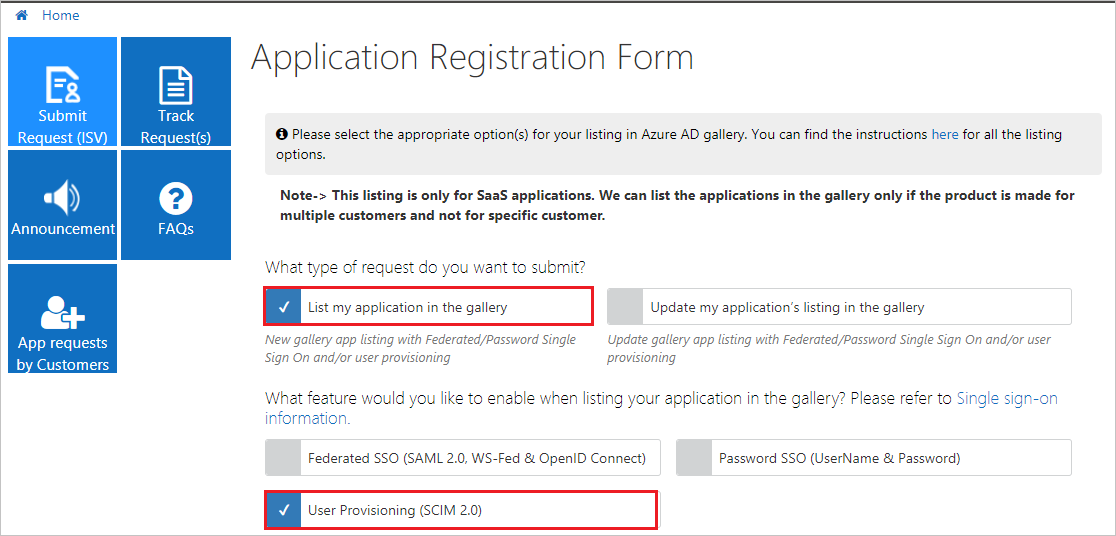 Home
Submit
Request (ISV)
Track
Request(s)
Announcement
FAQs
App requests
by Customers
Application Registration Form
Please select the appropriate option(s) for your listing in Azure AD gallery. You can find the instructions here for all the listing
options.
Note-> This listing is only for SaaS applications. We can list the applications in the gallery only if the product is made for
multiple customers and not for specific customer.
What type of request do you want to submit?
List my application in the gallery
Update my application's listing in the gallery
New gallery app listing with Federated/Password Single
Sign On and/or user provisioning
Update gallery app listing with Federated/Password Single Sign On and/or user
provisioning
What feature would you like to enable when listing your application in the gallery? Please refer to Single sign-on
information.
Federated SSO (SAML 2.0, WS-Fed & OpenID Connect)
Password SSO (UserName & Password)
User Provisioning (SCIM 2.0)